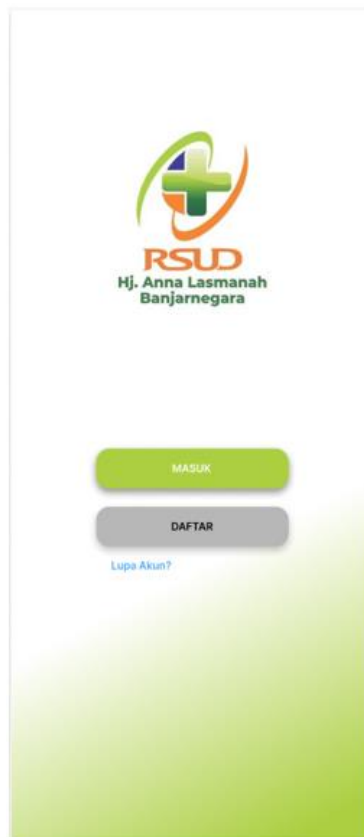 RSUD
Hj. Anna Lasmanah
Banjarnegara
MASUK
DAFTAR
Lupa Akun?